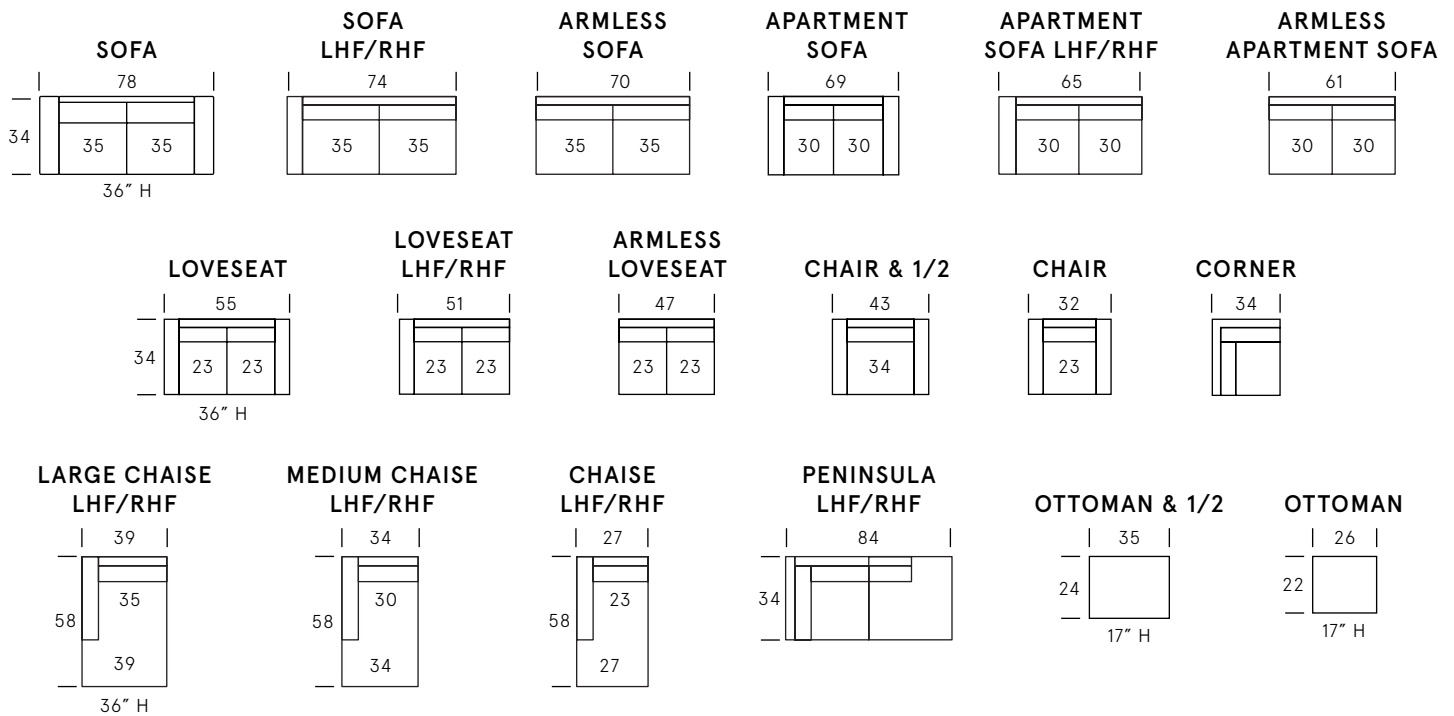 SOFA
SOFA
LHF/RHF
ARMLESS
SOFA
APARTMENT
SOFA
APARTMENT
SOFA LHF/RHF
ARMLESS
APARTMENT SOFA
78
74
70
69
65
61
34
35 35
35 35
35 35
30 30
30 30
30 30
36″ H
LOVESEAT
LOVESEAT
LHF/RHF
ARMLESS
LOVESEAT
CHAIR & 1/2
CHAIR
CORNER
55
51
47
43
32
34
34
23 23
23 23
23 23
34
23
36″ H
LARGE CHAISE
LHF/RHF
MEDIUM CHAISE
LHF/RHF
CHAISE
LHF/RHF
PENINSULA
LHF/RHF
OTTOMAN & 1/2
OTTOMAN
39
34
27
84
35
26
58
35
39
36″ H
58
30
34
58
23
27
34
24
17″ H
22
17″ H